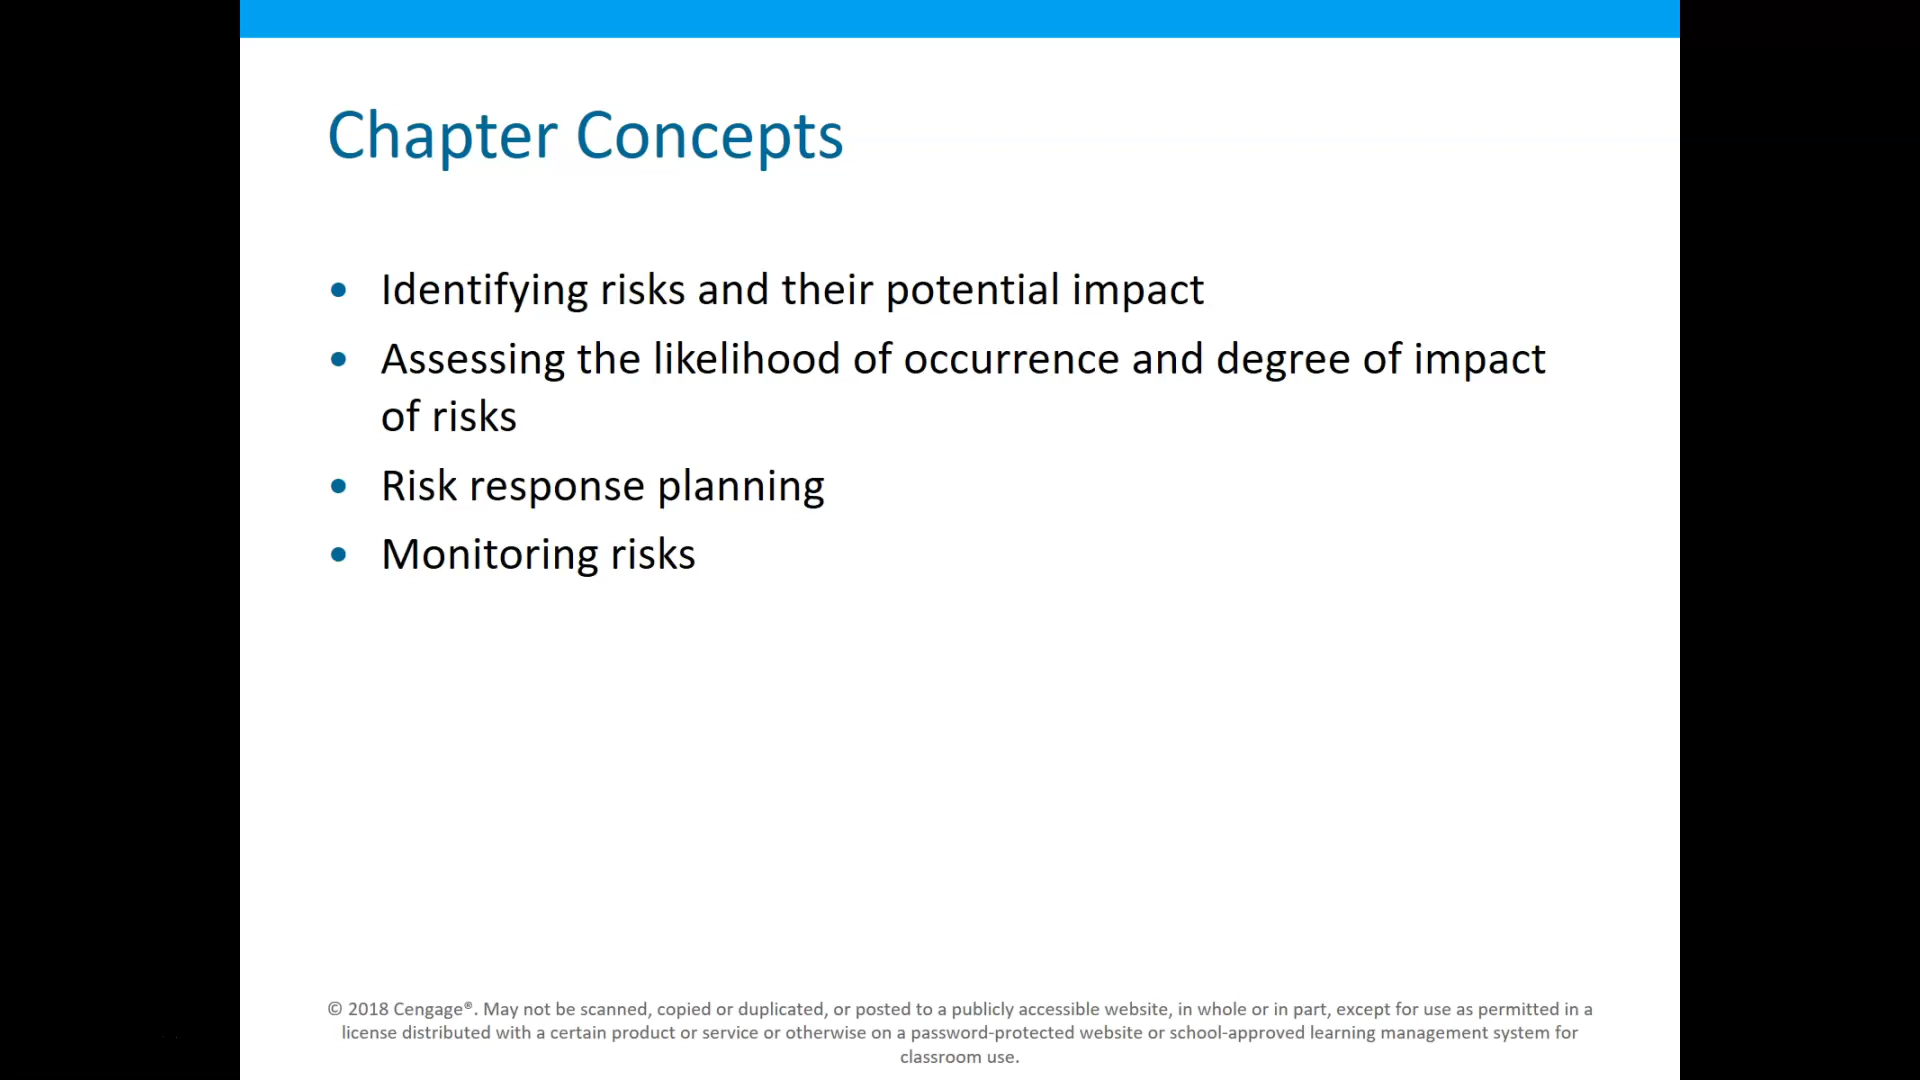 Chapter Concepts
• Identifying risks and their potential impact
• Assessing the likelihood of occurrence and degree of impact
of risks
• Risk response planning
• Monitoring risks
© 2018 Cengage®. May not be scanned, copied or duplicated, or posted to a publicly accessible website, in whole or in part, except for use as permitted in a
license distributed with a certain product or service or otherwise on a password-protected website or school-approved learning management system for
classroom use.